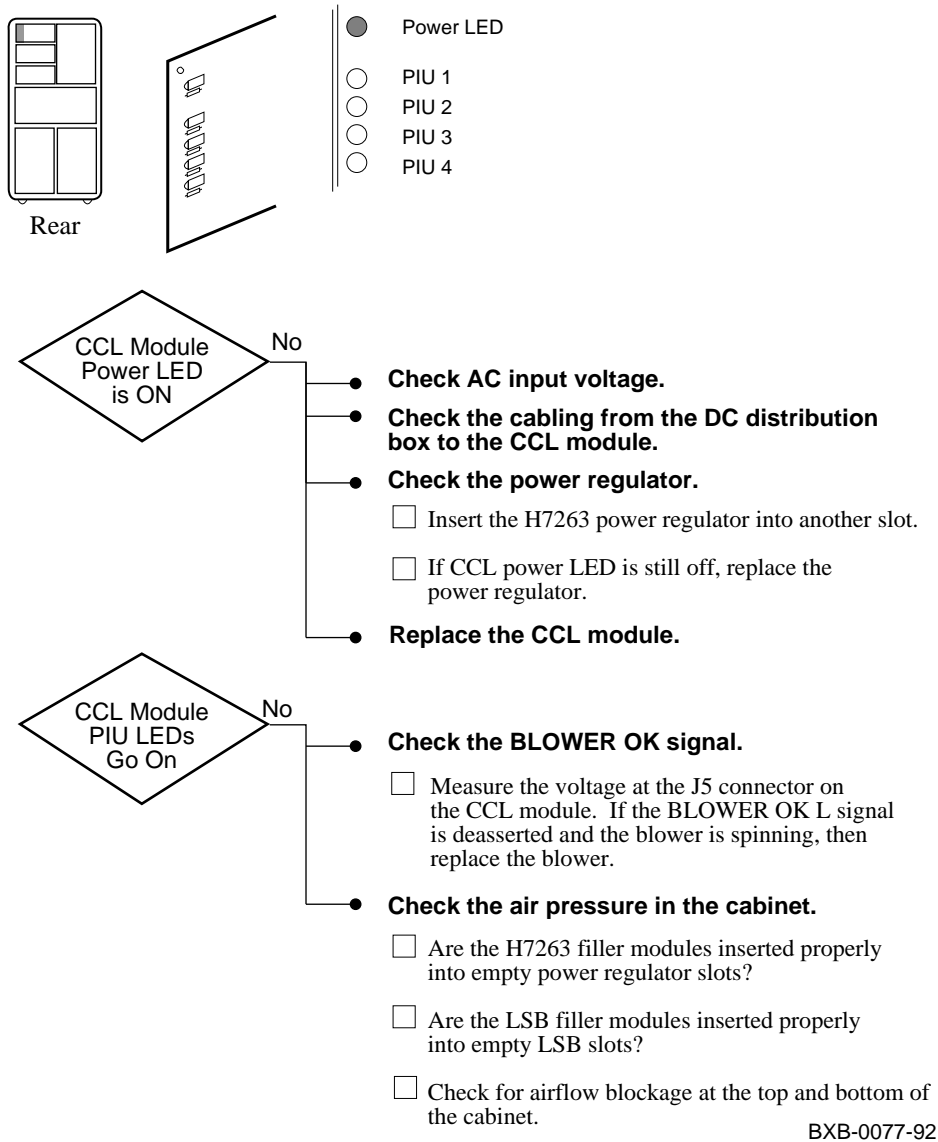 Power LED
PIU 1
PIU 2
PIU 3
PIU 4
Rear
CCL Module
Power LED
is ON
No
Check AC input voltage.
Check the cabling from the DC distribution
box to the CCL module.
Check the power regulator.
Insert the H7263 power regulator into another slot.
If CCL power LED is still off, replace the
power regulator.
Replace the CCL module.
CCL Module
PIU LEDs
Go On
No
Check the BLOWER OK signal.
Measure the voltage at the J5 connector on
the CCL module.  If the BLOWER OK L signal
is deasserted and the blower is spinning, then
replace the blower.
Check the air pressure in the cabinet.
Are the H7263 filler modules inserted properly
into empty power regulator slots?
Are the LSB filler modules inserted properly
into empty LSB slots?
Check for airflow blockage at the top and bottom of
the cabinet.
BXB-0077-92